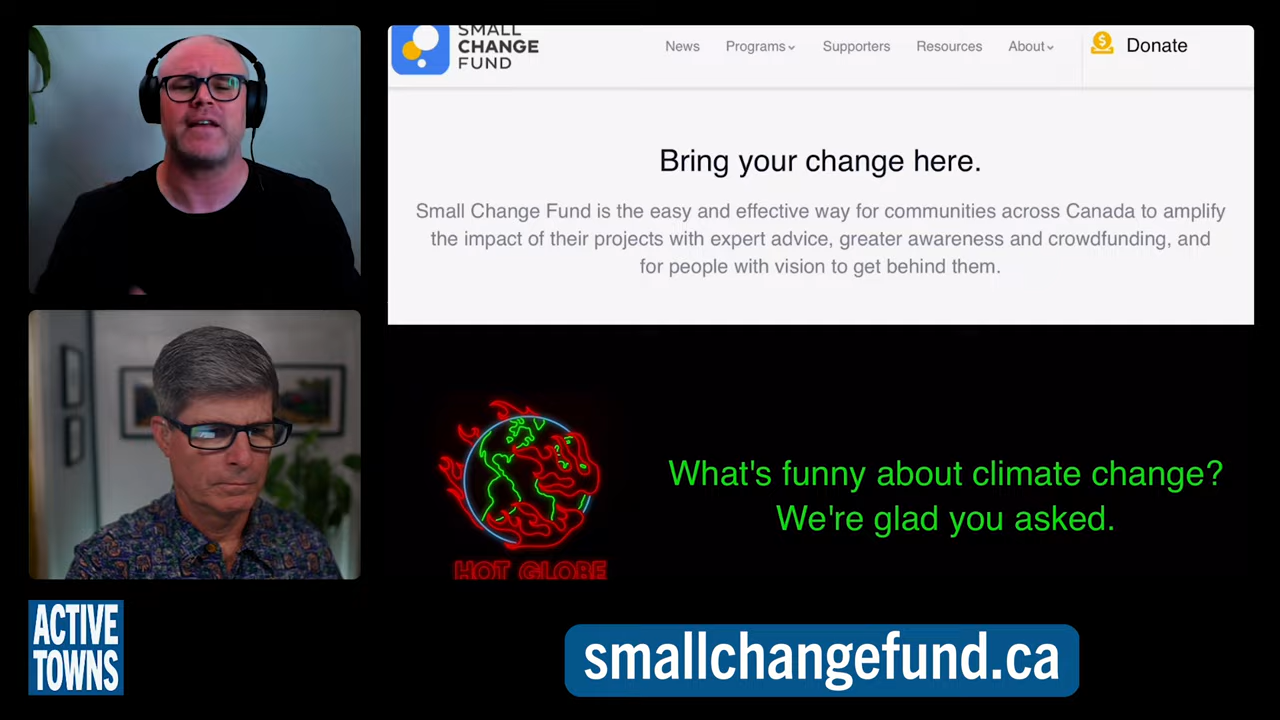 SMALL
CHANGE
FUND
News
Programs
Supporters
Resources
About
Donate
Bring your change here.
Small Change Fund is the easy and effective way for communities across Canada to amplify
the impact of their projects with expert advice, greater awareness and crowdfunding, and
for people with vision to get behind them.
HOT GLOBE
What's funny about climate change?
We're glad you asked.
ACTIVE
TOWNS
smallchangefund.ca